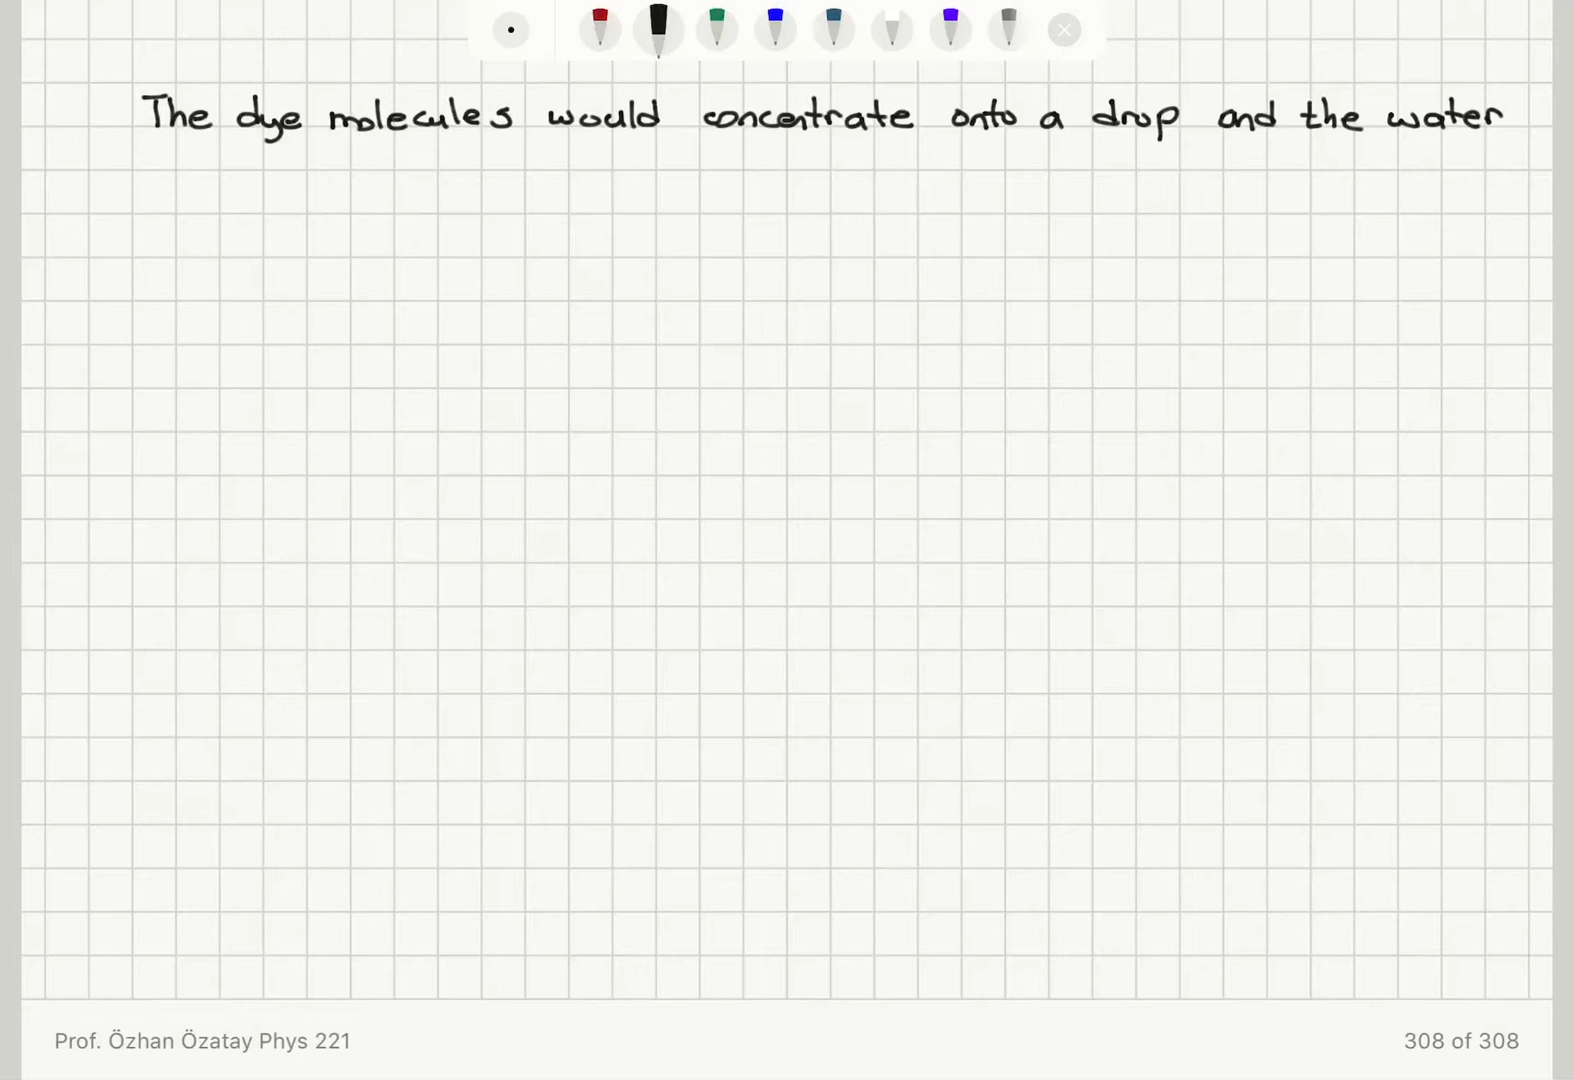 The dye molecules would concentrate onto a drop and the water
Prof. Özhan Özatay Phys 221
308 of 308